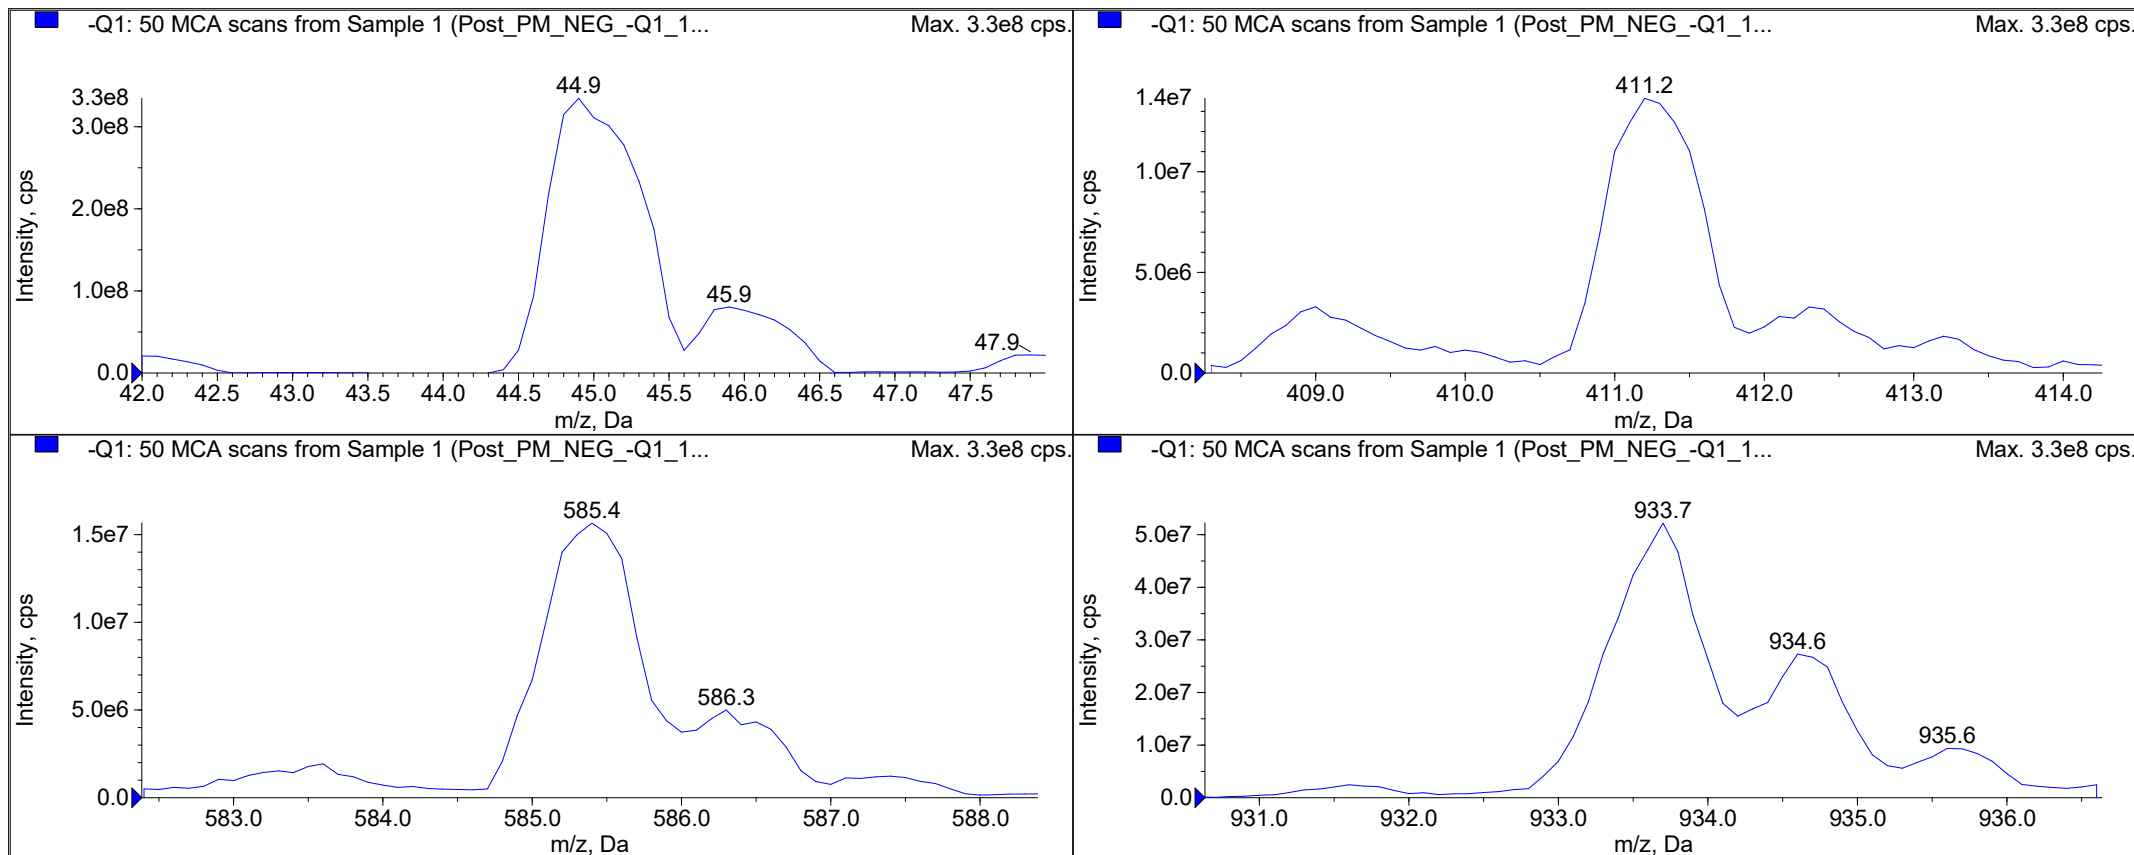 -Q1: 50 MCA scans from Sample 1 (Post_PM_NEG_-Q1_1... Max. 3.3e8 cps.
44.9
3.3e8
3.0e8
2.0e8
45.9
1.0e8
47.9
0.0
42.0 42.5 43.0 43.5 44.0 44.5 45.0 45.5 46.0 46.5 47.0 47.5
m/z, Da
Intensity, cps
-Q1: 50 MCA scans from Sample 1 (Post_PM_NEG_-Q1_1... Max. 3.3e8 cps.
411.2
1.4e7
1.0e7
5.0e6
0.0
409.0 410.0 411.0 412.0 413.0 414.0
m/z, Da
Intensity, cps
-Q1: 50 MCA scans from Sample 1 (Post_PM_NEG_-Q1_1... Max. 3.3e8 cps.
585.4
1.5e7
1.0e7
586.3
5.0e6
0.0
583.0 584.0 585.0 586.0 587.0 588.0
m/z, Da
Intensity, cps
-Q1: 50 MCA scans from Sample 1 (Post_PM_NEG_-Q1_1... Max. 3.3e8 cps.
933.7
5.0e7
4.0e7
934.6
3.0e7
2.0e7
935.6
1.0e7
0.0
931.0 932.0 933.0 934.0 935.0 936.0
m/z, Da
Intensity, cps